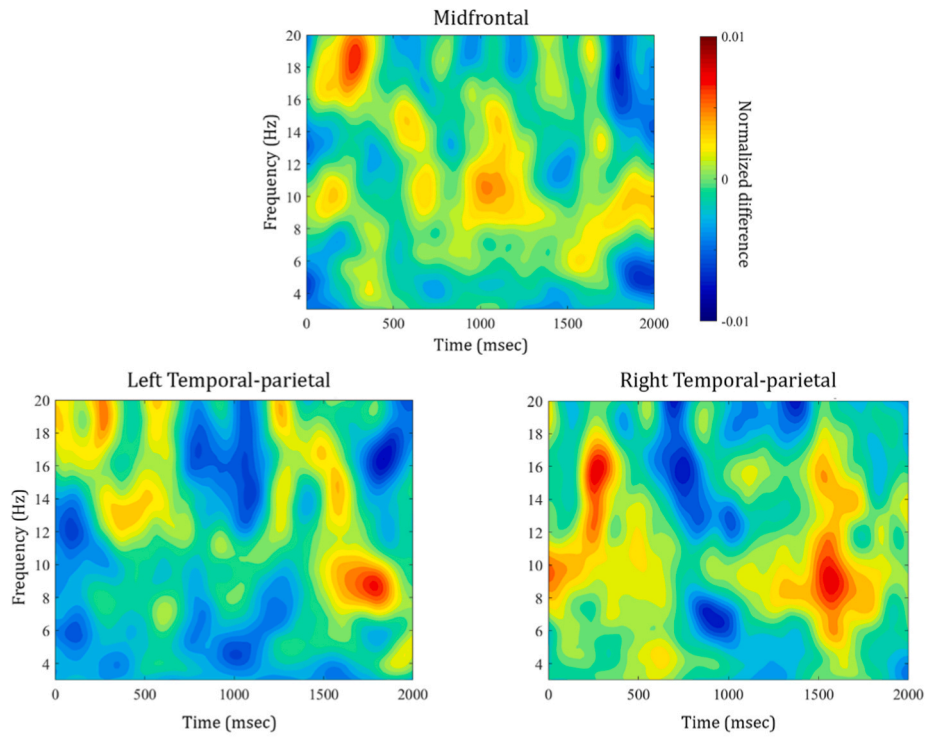 Midfrontal
20
18
16
14
12
10
8
6
4
Frequency (Hz)
0 500 1000 1500 2000
Time (msec)
0.01
0
-0.01
Normalized difference
Left Temporal-parietal
20
18
16
14
12
10
8
6
4
Frequency (Hz)
0 500 1000 1500 2000
Time (msec)
Right Temporal-parietal
20
18
16
14
12
10
8
6
4
0 500 1000 1500 2000
Time (msec)